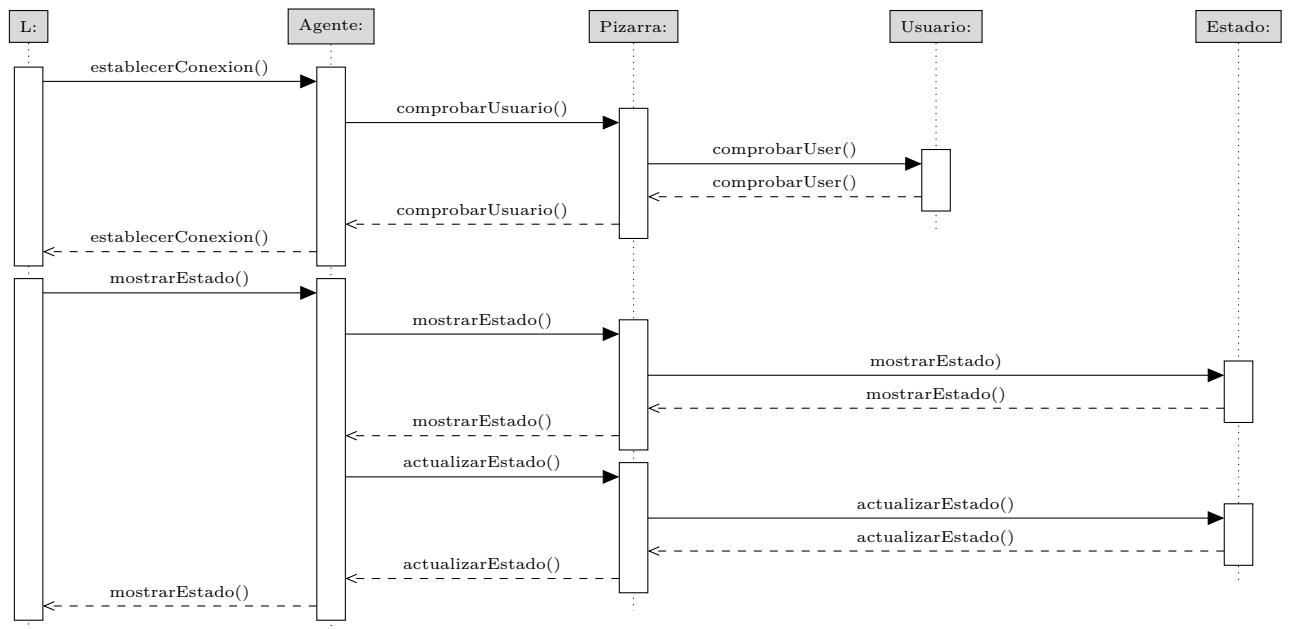 L:
Agente:
Pizarra:
Usuario:
Estado:
establecerConexion()
comprobarUsuario()
comprobarUser()
comprobarUser()
comprobarUsuario()
establecerConexion()
mostrarEstado()
mostrarEstado()
mostrarEstado)
mostrarEstado()
mostrarEstado()
actualizarEstado()
actualizarEstado()
actualizarEstado()
actualizarEstado()
mostrarEstado()